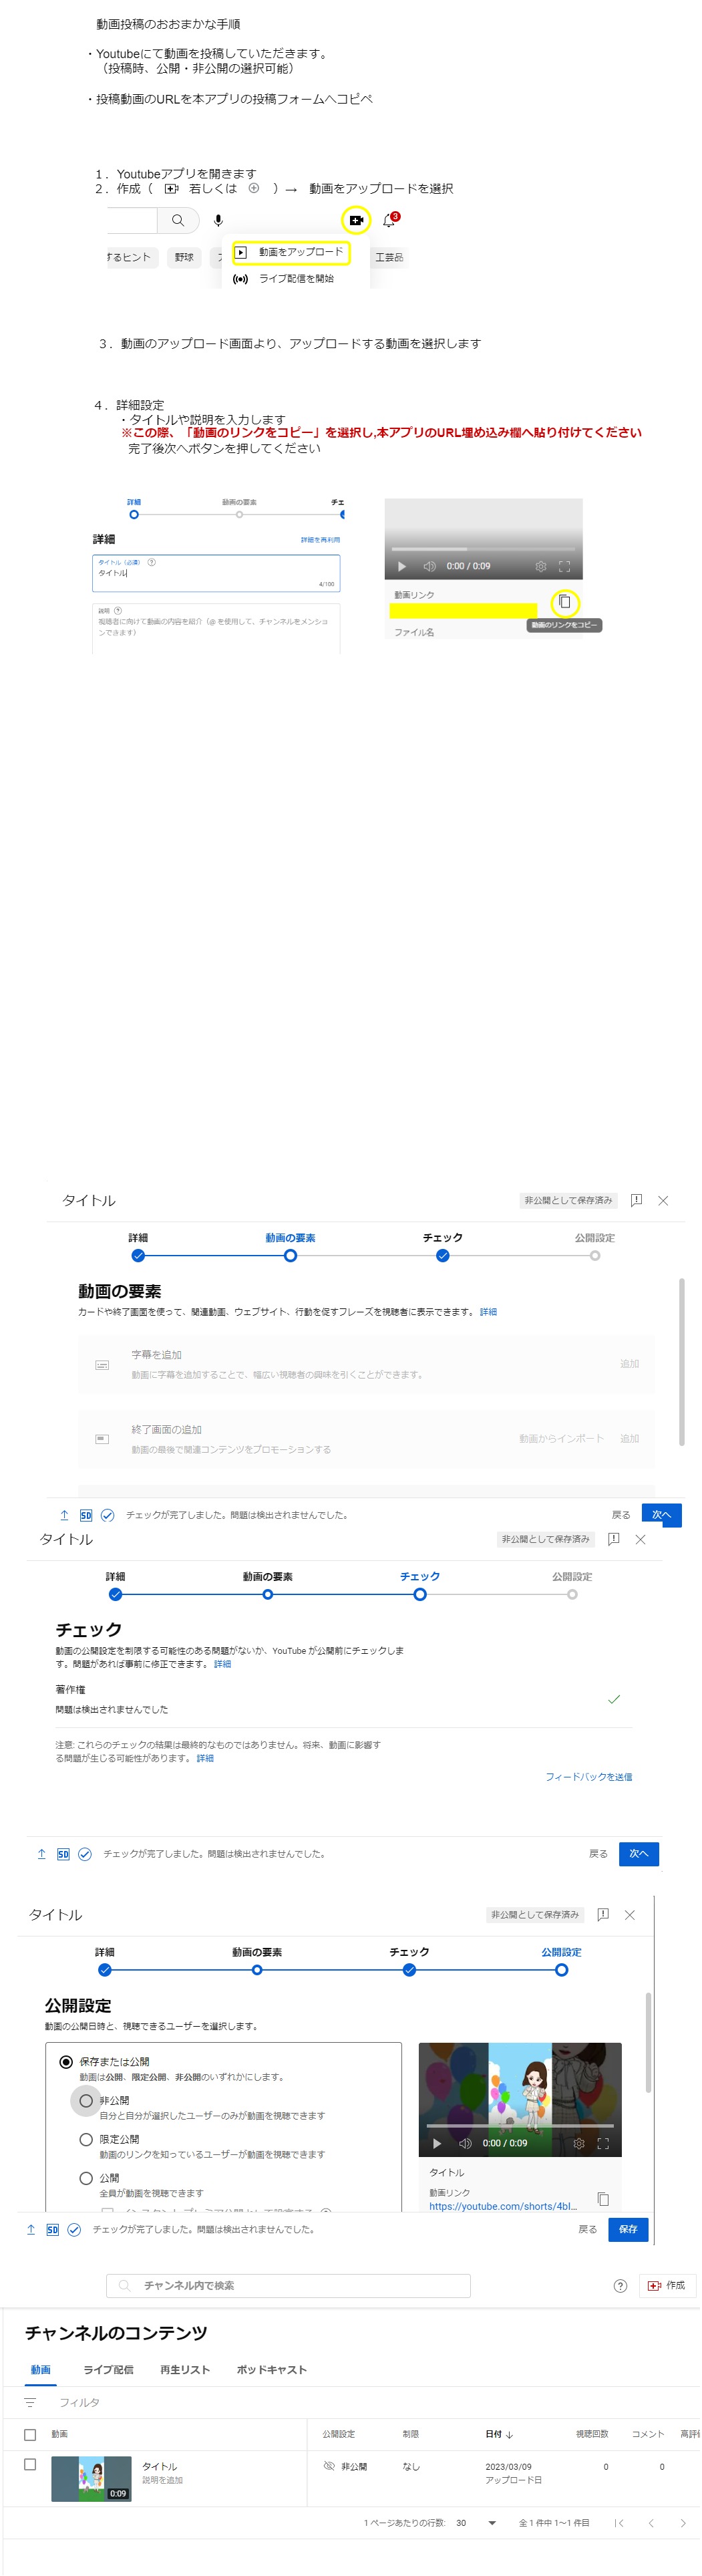 動画投稿のおおまかな手順
・Youtubeにて動画を投稿していただきます。
（投稿時、公開・非公開の選択可能）
・投稿動画のURLを本アプリの投稿フォームへコピペ
１．Youtubeアプリを開きます
２．作成（　若しくは　）→　動画をアップロードを選択
3
動画をアップロード
するヒント 野球 工芸品
ライブ配信を開始
３．動画のアップロード画面より、アップロードする動画を選択します
４．詳細設定
・タイトルや説明を入力します
※この際、「動画のリンクをコピー」を選択し,本アプリのURL埋め込み欄へ貼り付けてください
完了後次へボタンを押してください
詳細 動画の要素 チェ
詳細 詳細を再利用
タイトル（必須）
タイトル
4/100
説明
視聴者に向けて動画の内容を紹介（@ を使用して、チャンネルをメンショ
ンできます）
0:00 / 0:09
動画リンク
動画のリンクをコピー
ファイル名
タイトル 非公開として保存済み
詳細 動画の要素 チェック 公開設定
動画の要素
カードや終了画面を使って、関連動画、ウェブサイト、行動を促すフレーズを視聴者に表示できます。 詳細
字幕を追加
動画に字幕を追加することで、幅広い視聴者の興味を引くことができます。
追加
終了画面の追加
動画の最後で関連コンテンツをプロモーションする
動画からインポート 追加
SD チェックが完了しました。問題は検出されませんでした。 戻る 次へ
タイトル 非公開として保存済み
詳細 動画の要素 チェック 公開設定
チェック
動画の公開設定を制限する可能性のある問題がないか、YouTube が公開前にチェックしま
す。問題があれば事前に修正できます。 詳細
著作権
問題は検出されませんでした
注意: これらのチェックの結果は最終的なものではありません。将来、動画に影響す
る問題が生じる可能性があります。 詳細
フィードバックを送信
SD チェックが完了しました。問題は検出されませんでした。 戻る 次へ
タイトル 非公開として保存済み
詳細 動画の要素 チェック 公開設定
公開設定
動画の公開日時と、視聴できるユーザーを選択します。
保存または公開
動画は公開、限定公開、非公開のいずれかにします。
非公開
自分と自分が選択したユーザーのみが動画を視聴できます
限定公開
動画のリンクを知っているユーザーが動画を視聴できます
公開
全員が動画を視聴できます
インスタント プレミア公開として設定する
0:00 / 0:09
タイトル
動画リンク
https://youtube.com/shorts/4bI...
SD チェックが完了しました。問題は検出されませんでした。 戻る 保存
チャンネル内で検索 作成
チャンネルのコンテンツ
動画 ライブ配信 再生リスト ポッドキャスト
フィルタ
動画 公開設定 制限 日付 視聴回数 コメント 高評価
タイトル 非公開 なし 2023/03/09 0 0
説明を追加 アップロード日
0:09
1 ページあたりの行数: 30 全 1 件中 1～1 件目